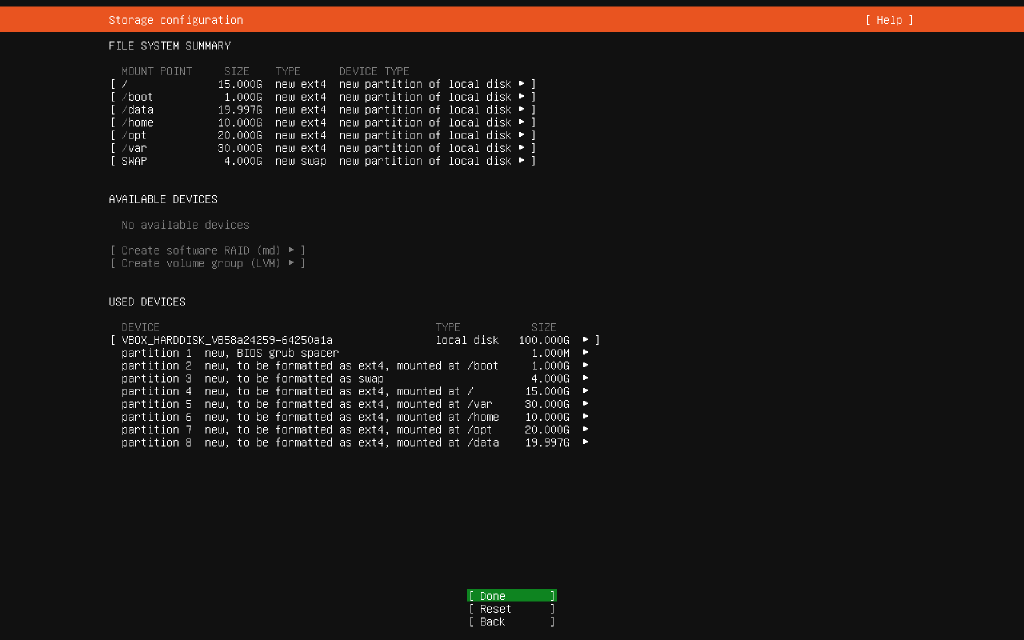 Storage configuration [ Help ]
FILE SYSTEM SUMMARY
MOUNT POINT SIZE TYPE DEVICE TYPE
[ / 15.000G new ext4 new partition of local disk ▸ ]
[ /boot 1.000G new ext4 new partition of local disk ▸ ]
[ /data 19.997G new ext4 new partition of local disk ▸ ]
[ /home 10.000G new ext4 new partition of local disk ▸ ]
[ /opt 20.000G new ext4 new partition of local disk ▸ ]
[ /var 30.000G new ext4 new partition of local disk ▸ ]
[ SWAP 4.000G new swap new partition of local disk ▸ ]
AVAILABLE DEVICES
No available devices
[ Create software RAID (md) ▸ ]
[ Create volume group (LVM) ▸ ]
USED DEVICES
DEVICE TYPE SIZE
[ VBOX_HARDDISK_VB58a24259-64250a1a local disk 100.000G ▸ ]
partition 1 new, BIOS grub spacer 1.000M ▸
partition 2 new, to be formatted as ext4, mounted at /boot 1.000G ▸
partition 3 new, to be formatted as swap 4.000G ▸
partition 4 new, to be formatted as ext4, mounted at / 15.000G ▸
partition 5 new, to be formatted as ext4, mounted at /var 30.000G ▸
partition 6 new, to be formatted as ext4, mounted at /home 10.000G ▸
partition 7 new, to be formatted as ext4, mounted at /opt 20.000G ▸
partition 8 new, to be formatted as ext4, mounted at /data 19.997G ▸
[ Done ]
[ Reset ]
[ Back ]